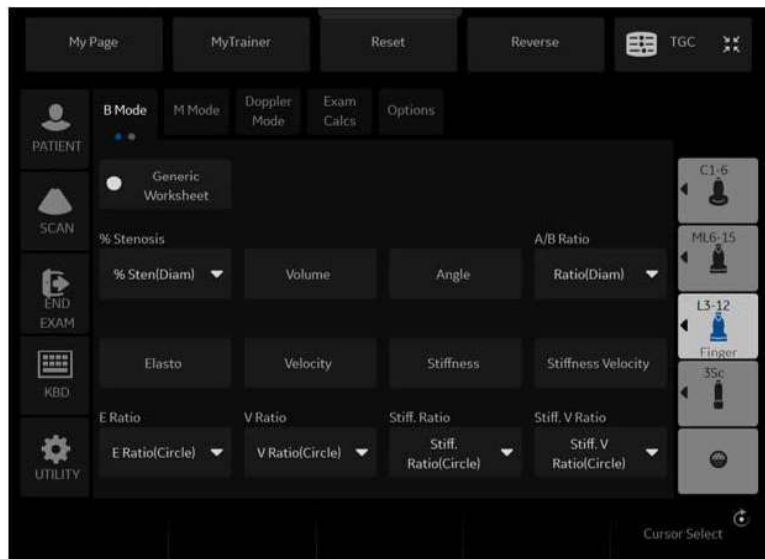 My Page
MyTrainer
Reset
Reverse
TGC
PATIENT
SCAN
END
EXAM
KBD
UTILITY
B Mode
M Mode
Doppler
Mode
Exam
Calcs
Options
Generic
Worksheet
% Stenosis
A/B Ratio
% Sten(Diam)
Volume
Angle
Ratio(Diam)
Elasto
Velocity
Stiffness
Stiffness Velocity
E Ratio
V Ratio
Stiff. Ratio
Stiff. V Ratio
E Ratio(Circle)
V Ratio(Circle)
Stiff.
Ratio(Circle)
Stiff. V
Ratio(Circle)
C1-6
ML6-15
L3-12
Finger
3Sc
Cursor Select